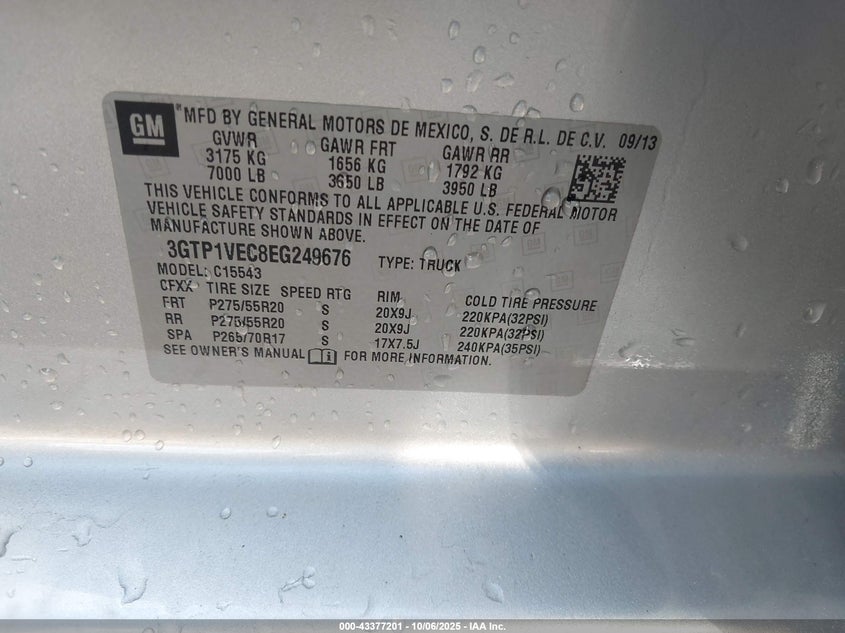 GM
MFD BY GENERAL MOTORS DE MEXICO, S. DE R.L. DE C.V. 09/13
GVWR GAWR FRT GAWR RR
3175 KG 1656 KG 1792 KG
7000 LB 3650 LB 3950 LB
THIS VEHICLE CONFORMS TO ALL APPLICABLE U.S. FEDERAL MOTOR
VEHICLE SAFETY STANDARDS IN EFFECT ON THE DATE OF
MANUFACTURE SHOWN ABOVE.
3GTP1VEC8EG249676 TYPE: TRUCK
MODEL: C15543
CFXX TIRE SIZE SPEED RTG RIM COLD TIRE PRESSURE
FRT P275/55R20 S 20X9J 220KPA(32PSI)
RR P275/55R20 S 20X9J 220KPA(32PSI)
SPA P265/70R17 S 17X7.5J 240KPA(35PSI)
SEE OWNER'S MANUAL FOR MORE INFORMATION.
000-43377201 - 10/06/2025 - IAA Inc.